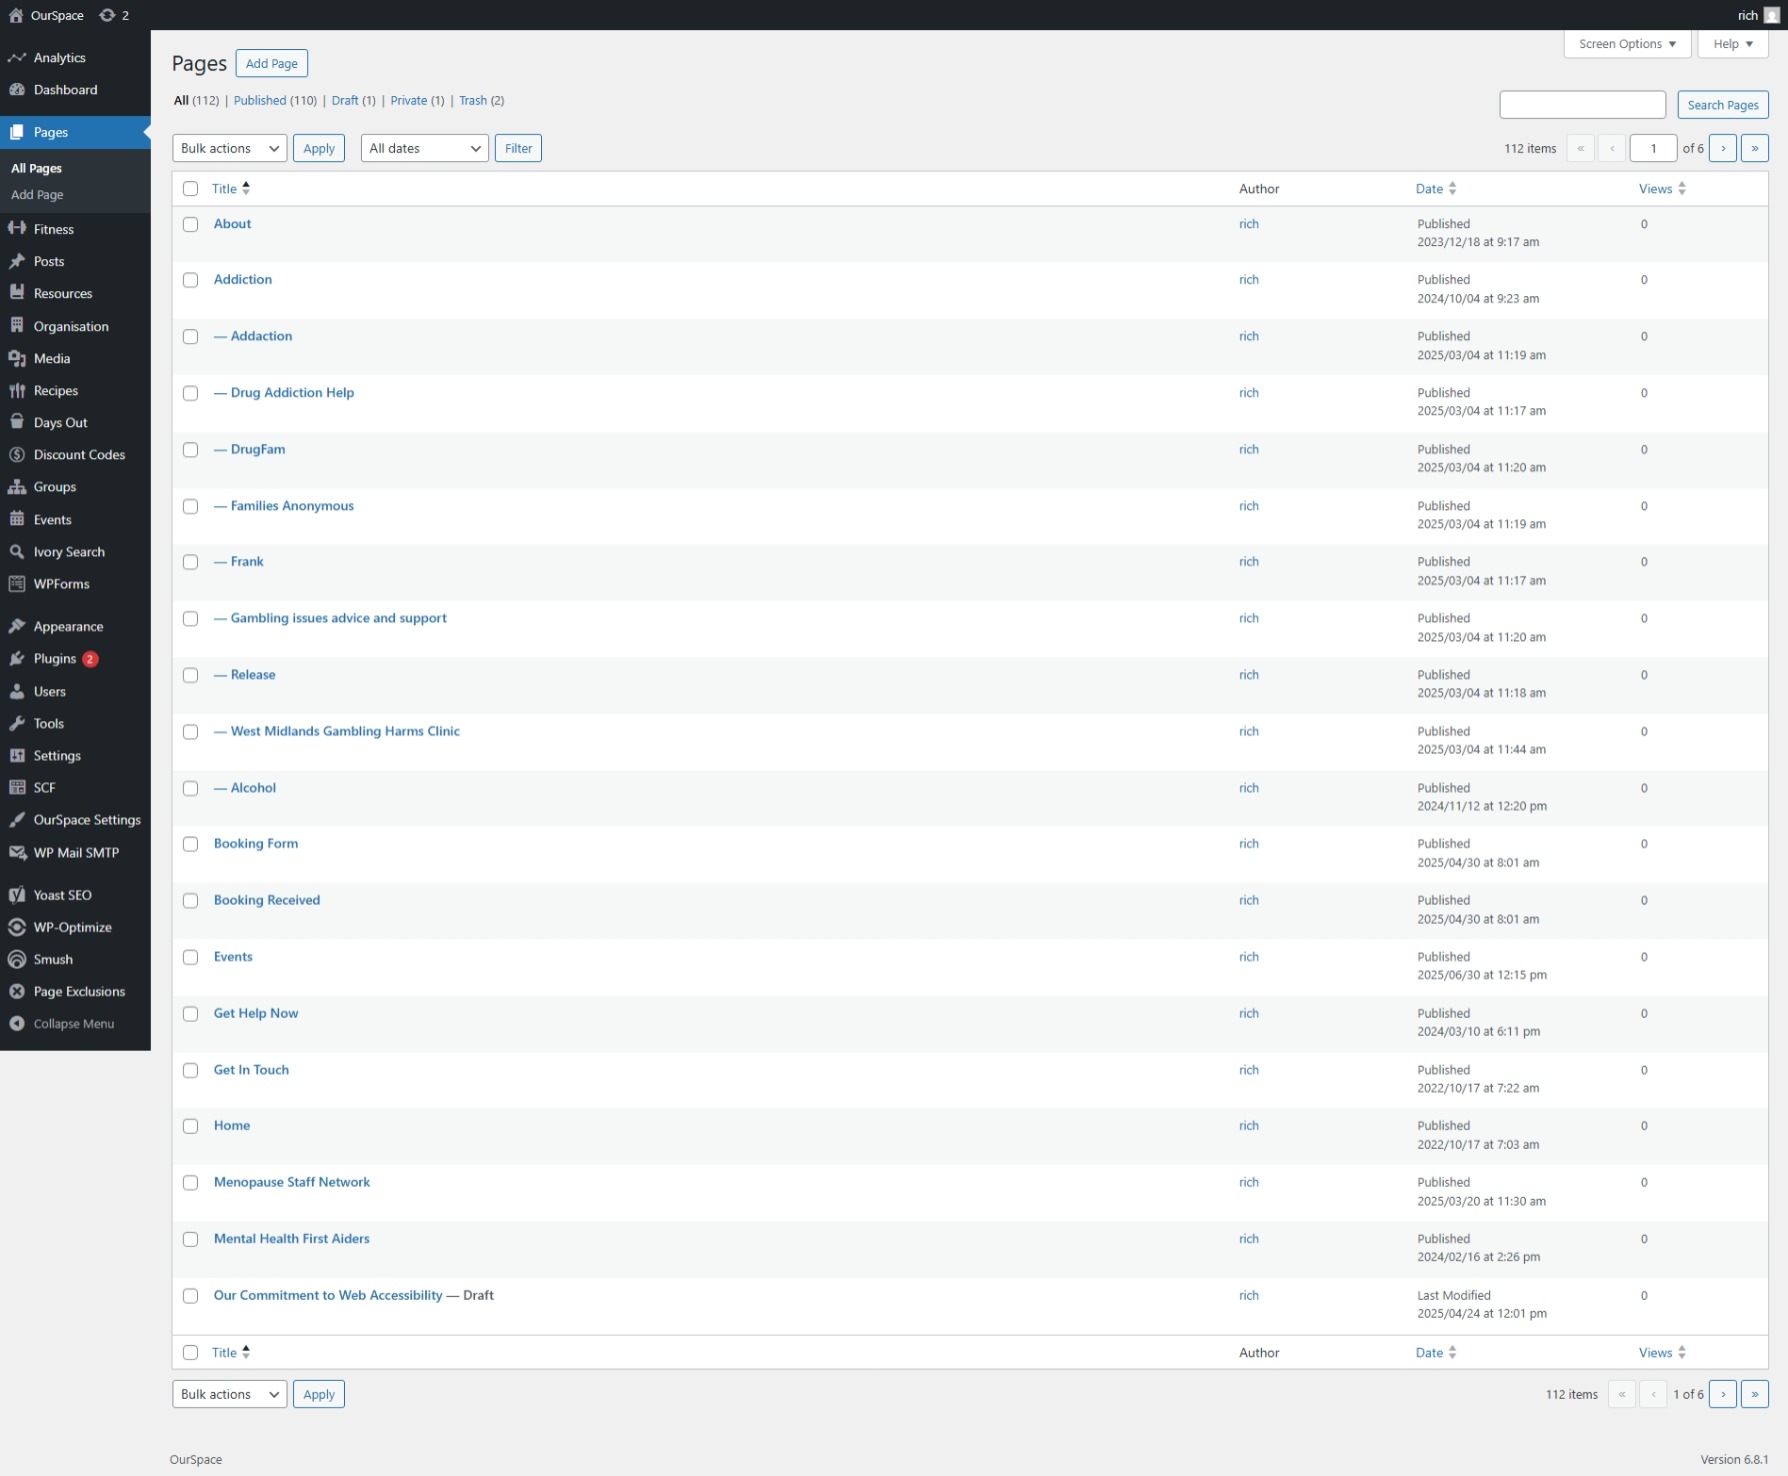 OurSpace 2 rich
Analytics
Dashboard
Pages
All Pages
Add Page
Fitness
Posts
Resources
Organisation
Media
Recipes
Days Out
Discount Codes
Groups
Events
Ivory Search
WPForms
Appearance
Plugins 2
Users
Tools
Settings
SCF
OurSpace Settings
WP Mail SMTP
Yoast SEO
WP-Optimize
Smush
Page Exclusions
Collapse Menu
Screen Options ▼ Help ▼
Pages Add Page
All (112) | Published (110) | Draft (1) | Private (1) | Trash (2)
Search Pages
Bulk actions Apply All dates Filter 112 items « ‹ 1 of 6 › »
Title Author Date Views
About rich Published 0
2023/12/18 at 9:17 am
Addiction rich Published 0
2024/10/04 at 9:23 am
— Addaction rich Published 0
2025/03/04 at 11:19 am
— Drug Addiction Help rich Published 0
2025/03/04 at 11:17 am
— DrugFam rich Published 0
2025/03/04 at 11:20 am
— Families Anonymous rich Published 0
2025/03/04 at 11:19 am
— Frank rich Published 0
2025/03/04 at 11:17 am
— Gambling issues advice and support rich Published 0
2025/03/04 at 11:20 am
— Release rich Published 0
2025/03/04 at 11:18 am
— West Midlands Gambling Harms Clinic rich Published 0
2025/03/04 at 11:44 am
— Alcohol rich Published 0
2024/11/12 at 12:20 pm
Booking Form rich Published 0
2025/04/30 at 8:01 am
Booking Received rich Published 0
2025/04/30 at 8:01 am
Events rich Published 0
2025/06/30 at 12:15 pm
Get Help Now rich Published 0
2024/03/10 at 6:11 pm
Get In Touch rich Published 0
2022/10/17 at 7:22 am
Home rich Published 0
2022/10/17 at 7:03 am
Menopause Staff Network rich Published 0
2025/03/20 at 11:30 am
Mental Health First Aiders rich Published 0
2024/02/16 at 2:26 pm
Our Commitment to Web Accessibility — Draft rich Last Modified 0
2025/04/24 at 12:01 pm
Title Author Date Views
Bulk actions Apply 112 items « ‹ 1 of 6 › »
OurSpace Version 6.8.1